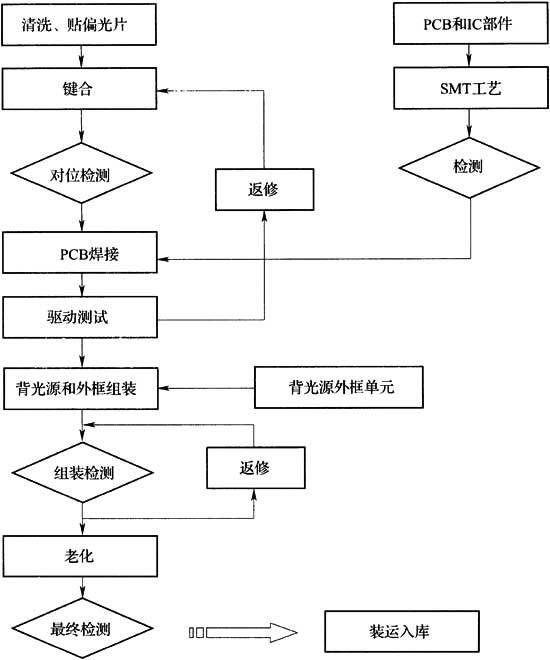 清洗、贴偏光片
PCB和IC部件
键合
SMT工艺
对位检测
返修
检测
PCB焊接
驱动测试
背光源和外框组装
背光源外框单元
组装检测
返修
老化
最终检测
装运入库